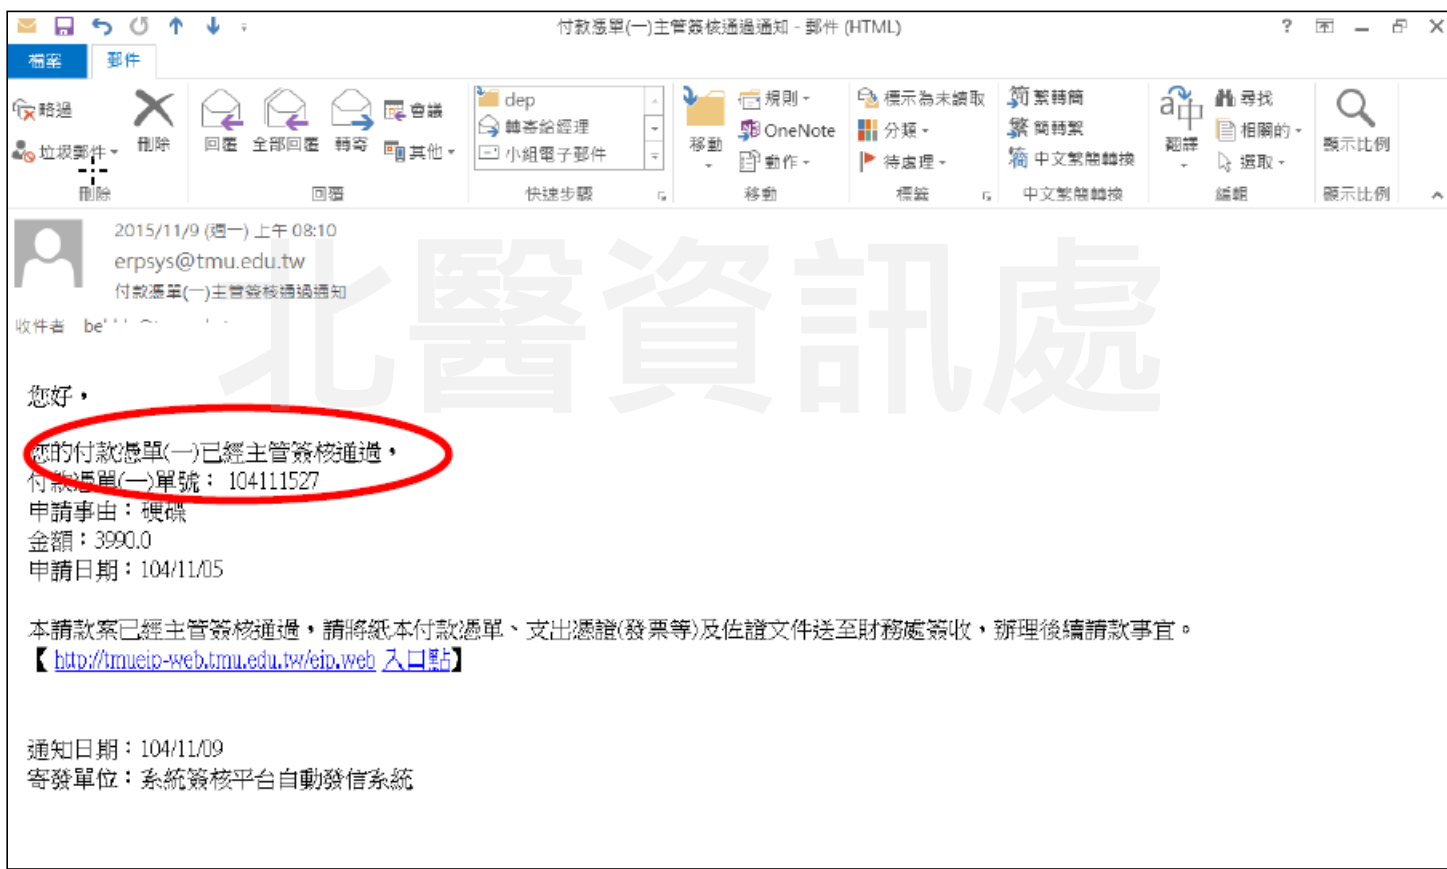 付款憑單(一)主管簽核通過通知 - 郵件 (HTML)
?
檔案 郵件
略過
垃圾郵件
刪除
刪除
回覆 全部回覆 轉寄
會議
其他
回覆
dep
轉寄給經理
小組電子郵件
快速步驟
移動
規則
OneNote
動作
移動
標示為未讀取
分類
待處理
標籤
繁轉簡
簡轉繁
中文繁簡轉換
中文繁簡轉換
翻譯
尋找
相關的
選取
編輯
顯示比例
顯示比例
2015/11/9 (週一) 上午 08:10
erpsys@tmu.edu.tw
付款憑單(一)主管簽核通過通知
收件者
北醫資訊處
您好，
您的付款憑單(一)已經主管簽核通過，
付款憑單(一)單號： 104111527
申請事由：硬碟
金額：3990.0
申請日期：104/11/05
本請款案已經主管簽核通過，請將紙本付款憑單、支出憑證(發票等)及佐證文件送至財務處簽收，辦理後續請款事宜。
【 http://tmueip-web.tmu.edu.tw/eip.web 入口點】
通知日期：104/11/09
寄發單位：系統簽核平台自動發信系統